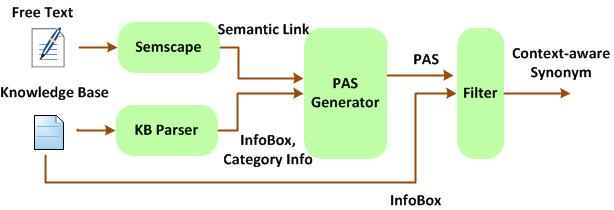 Free Text
Semscape
Semantic Link
Knowledge Base
KB Parser
InfoBox,
Category Info
PAS
Generator
PAS
Filter
Context-aware
Synonym
InfoBox